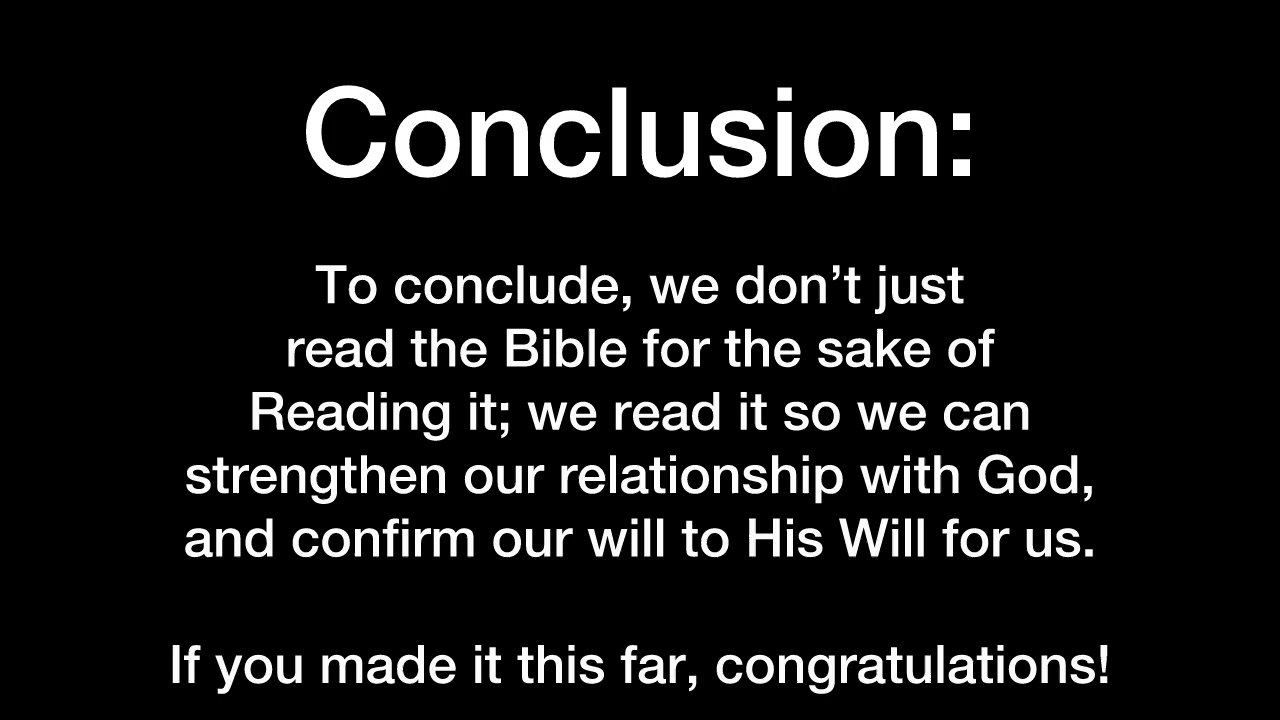 Conclusion:
To conclude, we don’t just
read the Bible for the sake of
Reading it; we read it so we can
strengthen our relationship with God,
and confirm our will to His Will for us.
If you made it this far, congratulations!